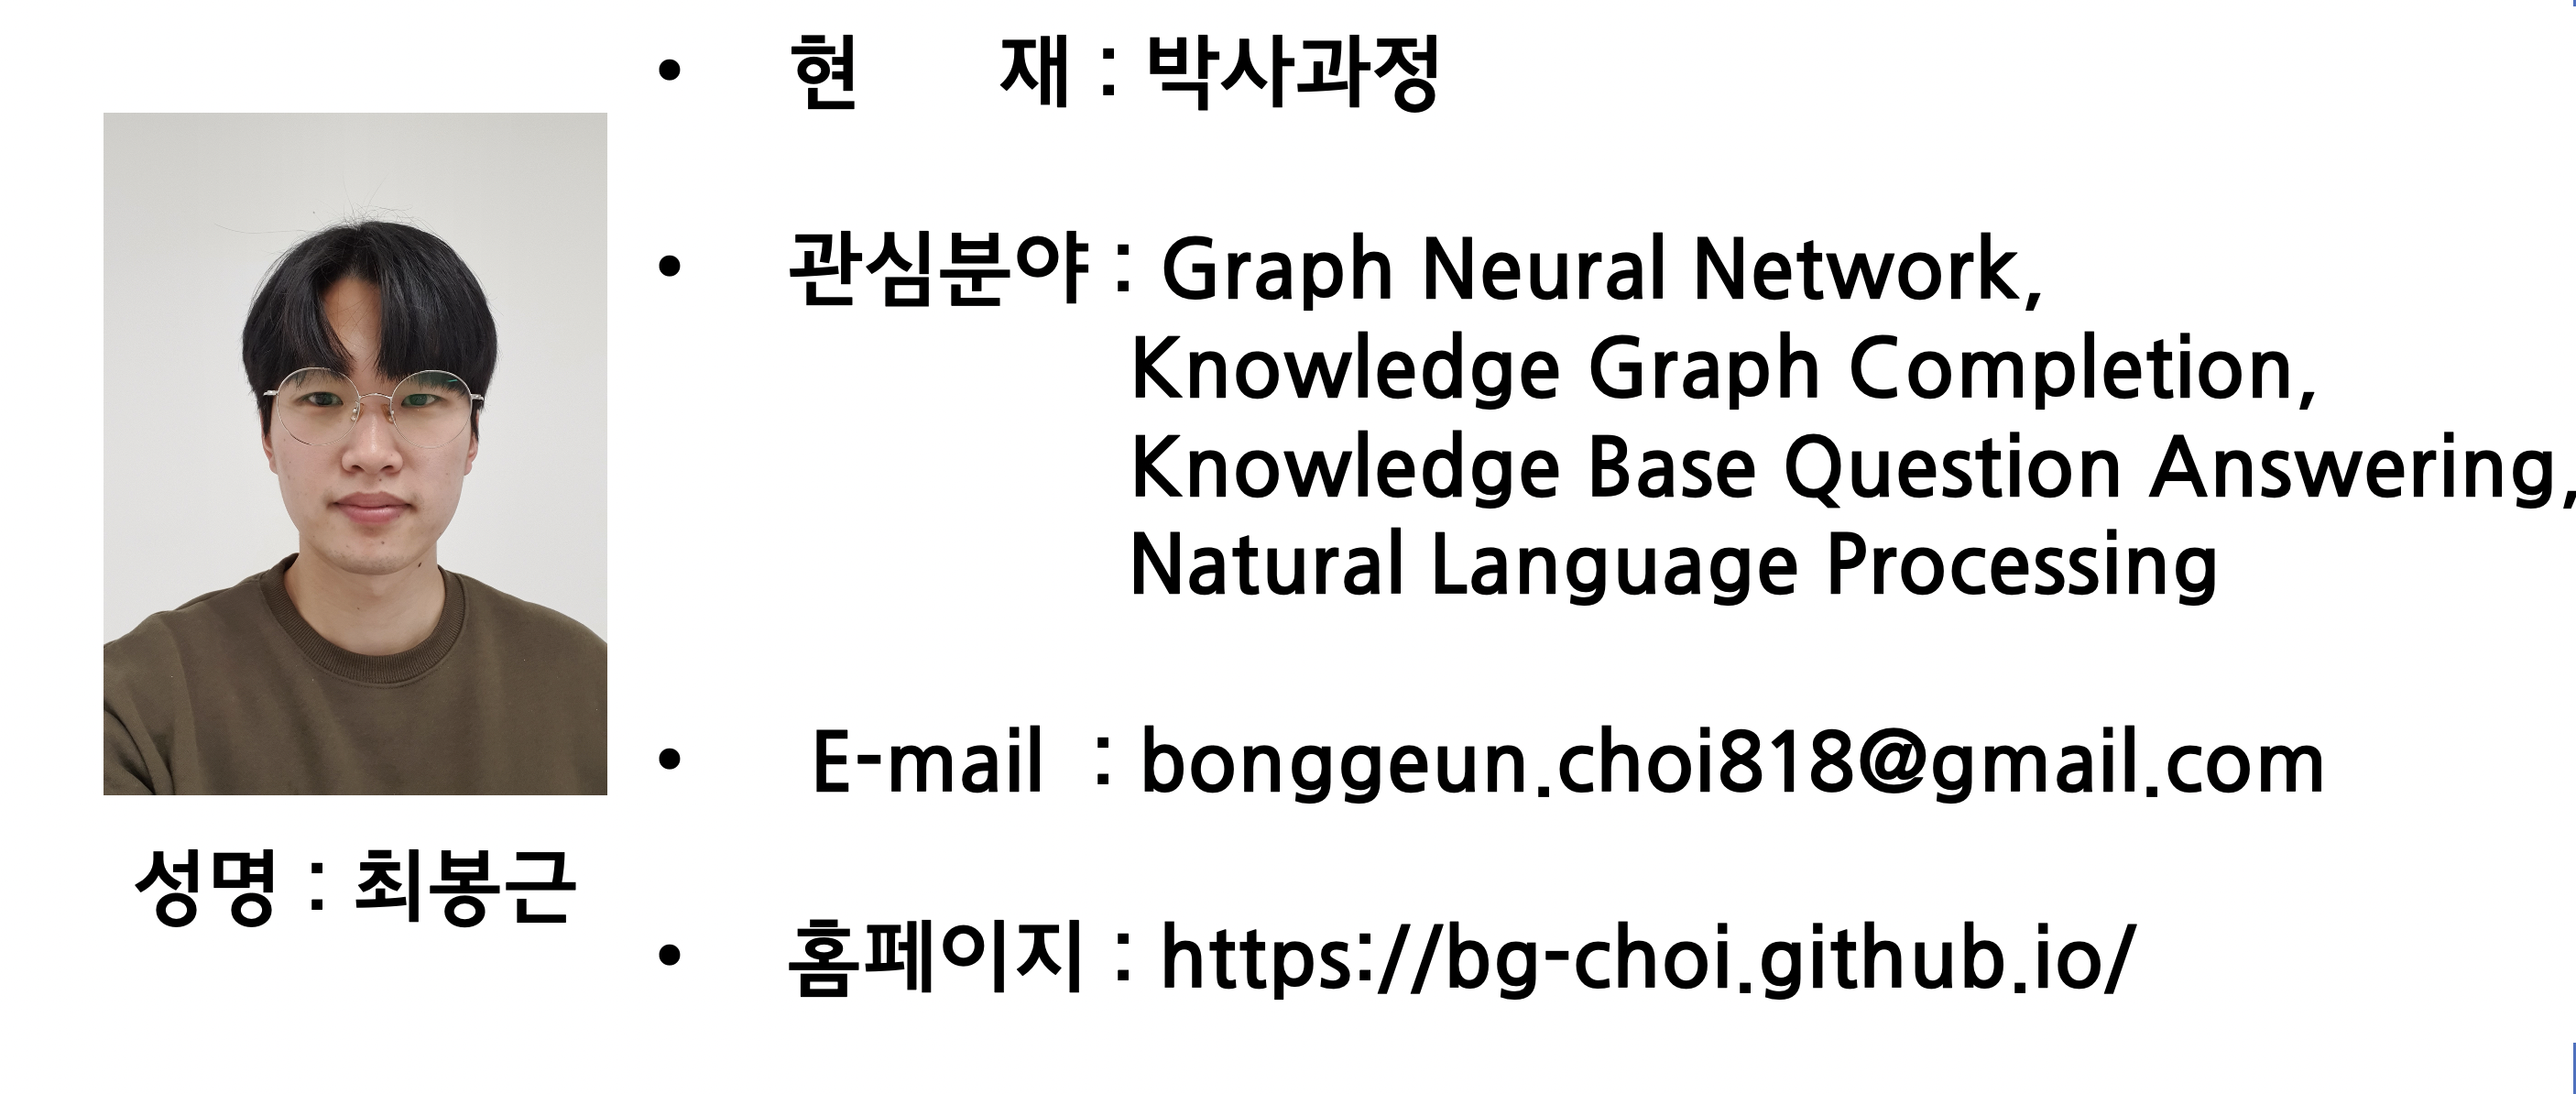 현 재 : 박사과정
관심분야 : Graph Neural Network,
Knowledge Graph Completion,
Knowledge Base Question Answering,
Natural Language Processing
E-mail : bonggeun.choi818@gmail.com
성명 : 최봉근
홈페이지 : https://bg-choi.github.io/